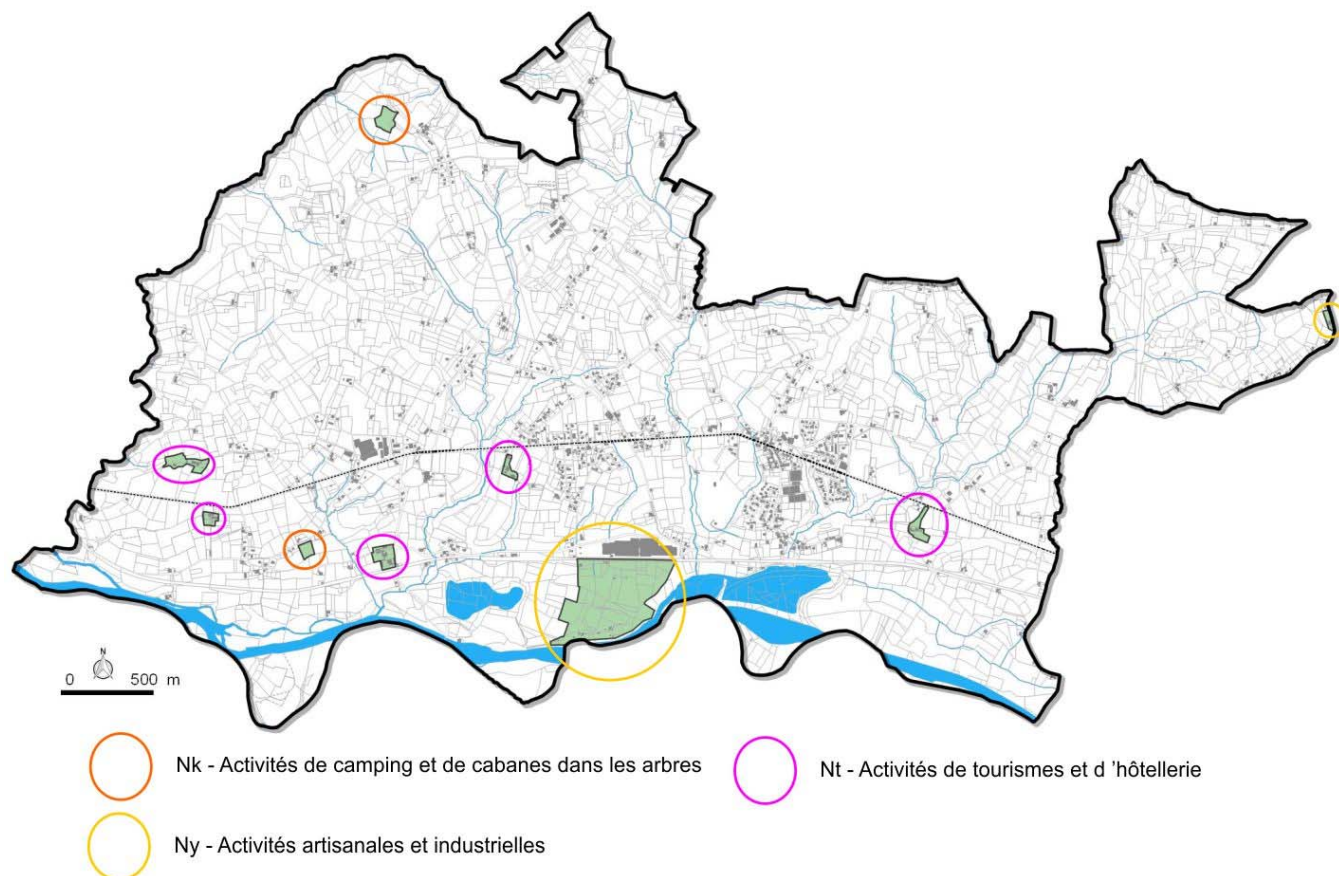 N
0 500 m
Nk - Activités de camping et de cabanes dans les arbres
Nt - Activités de tourismes et d 'hôtellerie
Ny - Activités artisanales et industrielles